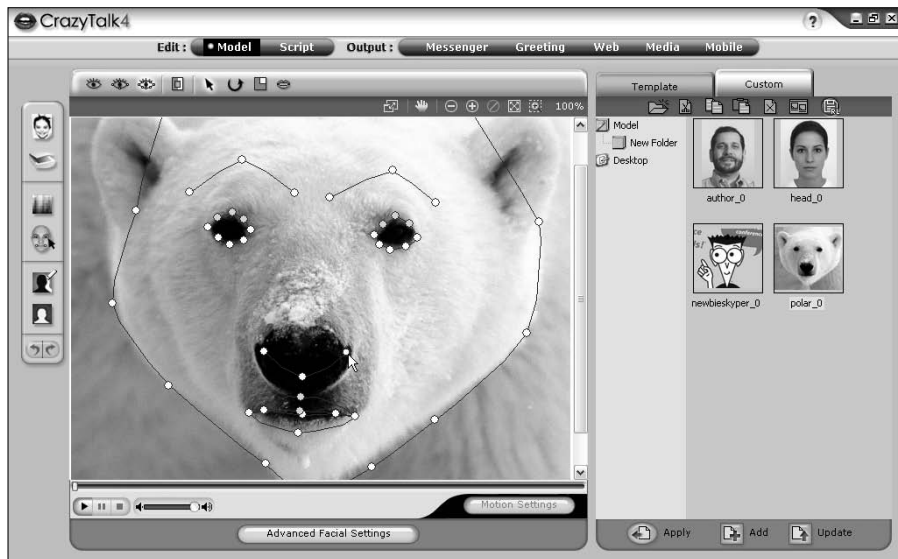 CrazyTalk4
?
Edit : Model Script Output : Messenger Greeting Web Media Mobile
Template Custom
100%
Model
New Folder
Desktop
author_0 head_0
newbieskyper_0 polar_0
Motion Settings
Advanced Facial Settings
Apply Add Update